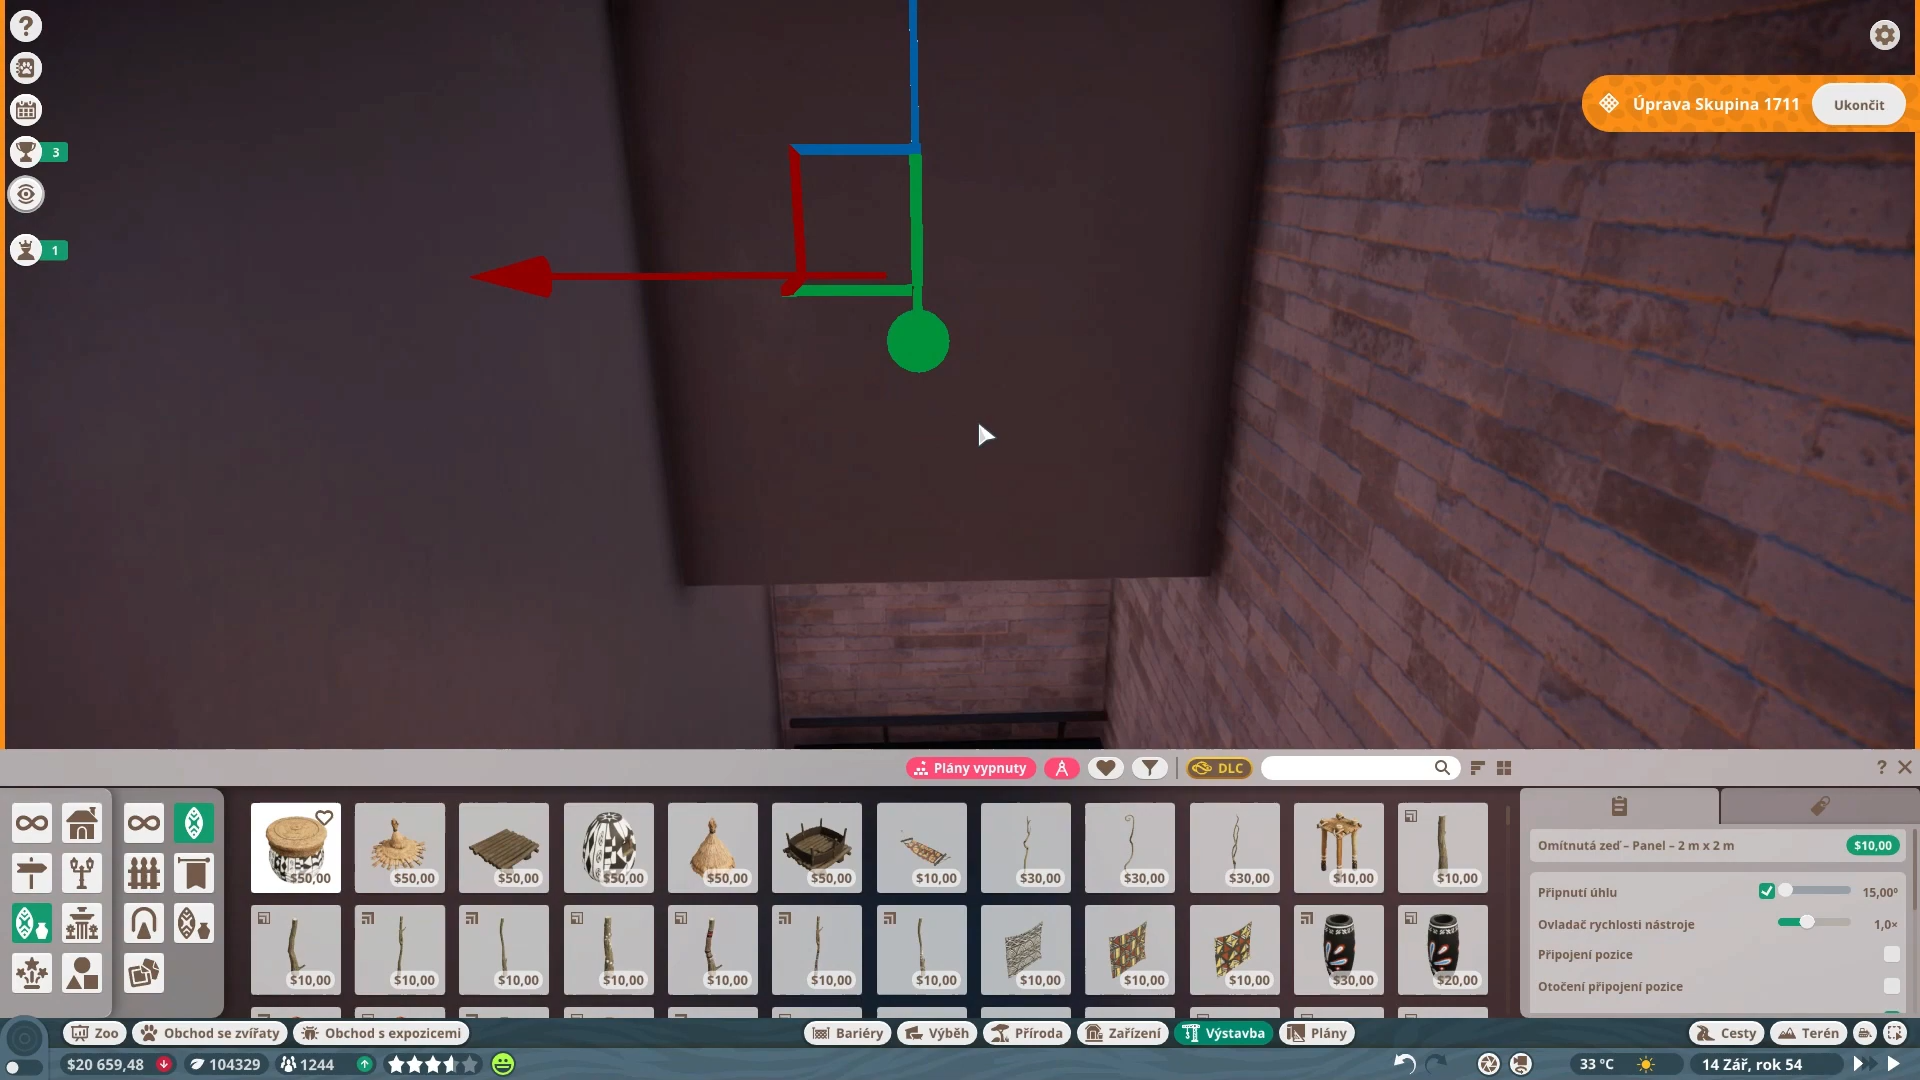 ?
3
1
Úprava Skupina 1711
Ukončit
Plány vypnuty
DLC
?
$50,00
$50,00
$50,00
$50,00
$50,00
$50,00
$10,00
$30,00
$30,00
$30,00
$10,00
$10,00
$10,00
$10,00
$10,00
$10,00
$10,00
$10,00
$10,00
$10,00
$10,00
$10,00
$30,00
$20,00
Omítnutá zeď – Panel – 2 m x 2 m
$10,00
Připnutí úhlu
15,00º
Ovladač rychlosti nástroje
1,0×
Připojení pozice
Otočení připojení pozice
Zoo
Obchod se zvířaty
Obchod s expozicemi
Bariéry
Výběh
Příroda
Zařízení
Výstavba
Plány
Cesty
Terén
$20 659,48
104329
1244
33 °C
14 Zář, rok 54